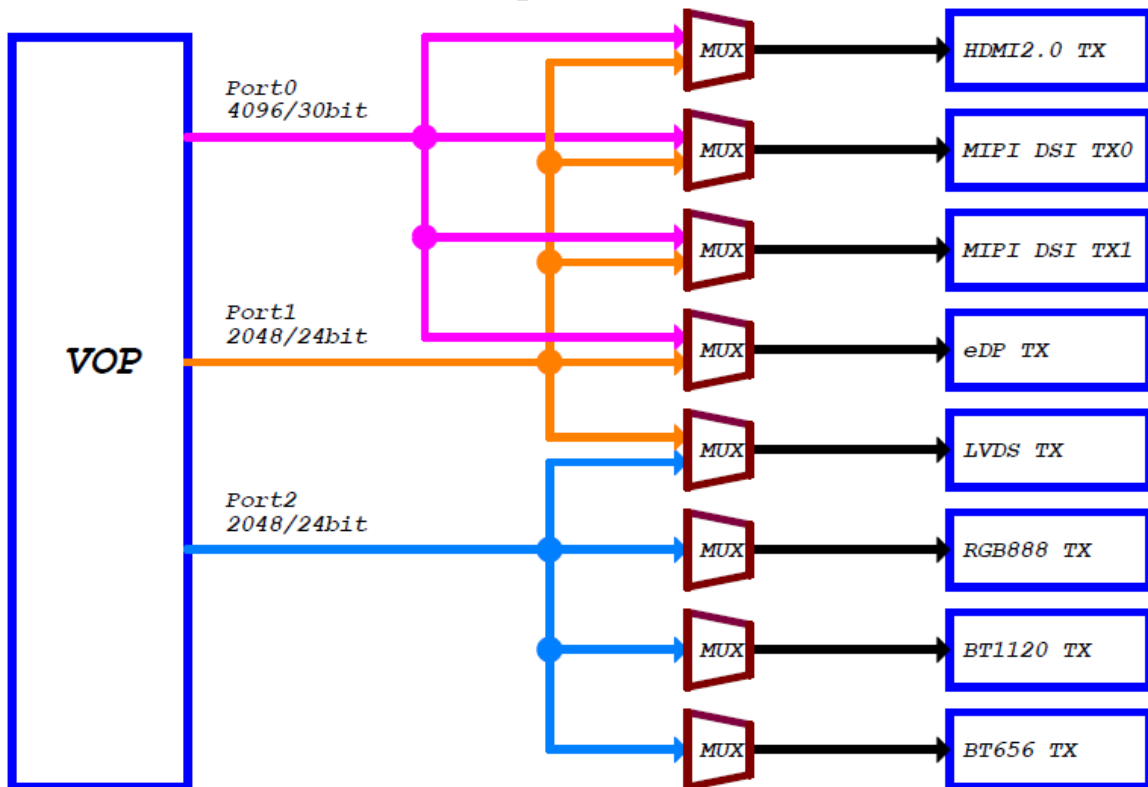 MUX
HDMI2.0 TX
Port0
4096/30bit
MUX
MIPI DSI TX0
MUX
MIPI DSI TX1
Port1
2048/24bit
VOP
MUX
eDP TX
MUX
LVDS TX
Port2
2048/24bit
MUX
RGB888 TX
MUX
BT1120 TX
MUX
BT656 TX